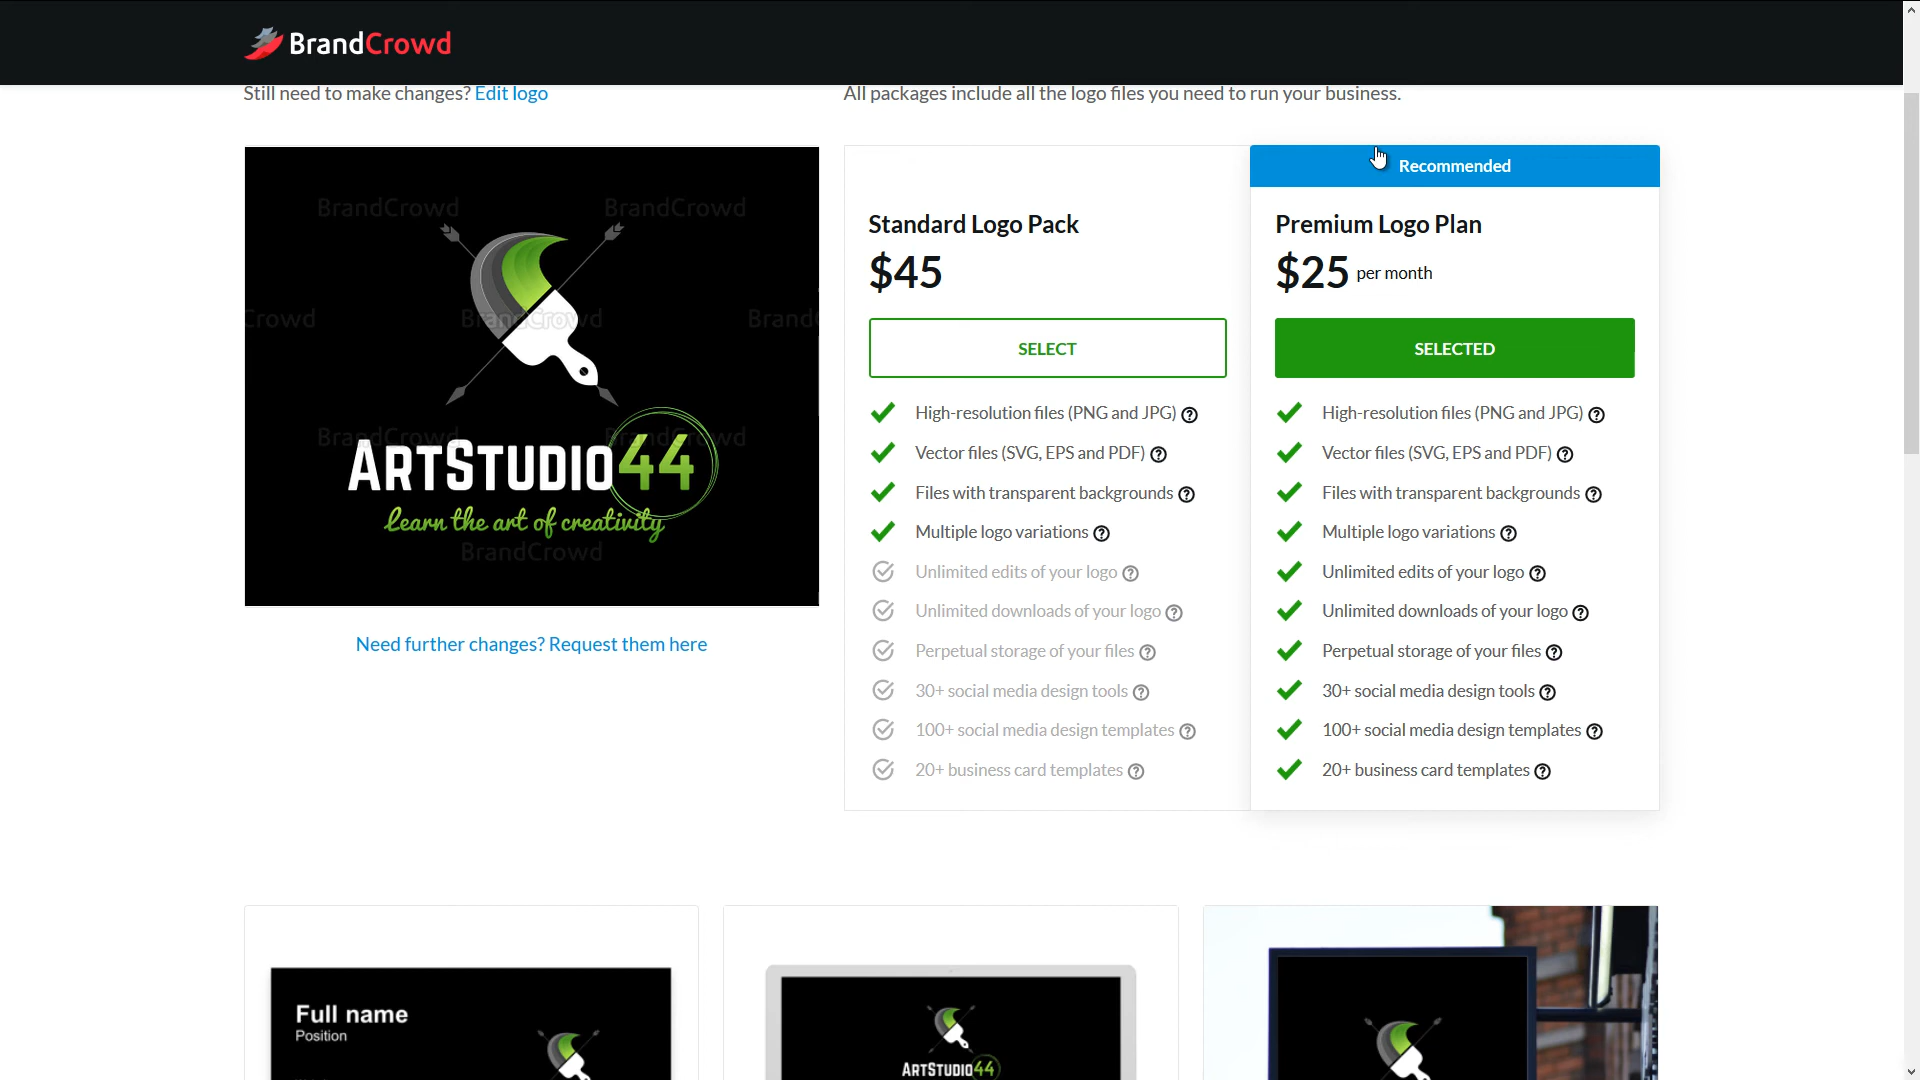 BrandCrowd
Still need to make changes? Edit logo
All packages include all the logo files you need to run your business.
BrandCrowd BrandCrowd
Crowd BrandCrowd Brand
BrandCrowd BrandCrowd
ArtStudio44
Learn the art of creativity
BrandCrowd
Need further changes? Request them here
Standard Logo Pack
$45
SELECT
High-resolution files (PNG and JPG)
Vector files (SVG, EPS and PDF)
Files with transparent backgrounds
Multiple logo variations
Unlimited edits of your logo
Unlimited downloads of your logo
Perpetual storage of your files
30+ social media design tools
100+ social media design templates
20+ business card templates
Recommended
Premium Logo Plan
$25 per month
SELECTED
High-resolution files (PNG and JPG)
Vector files (SVG, EPS and PDF)
Files with transparent backgrounds
Multiple logo variations
Unlimited edits of your logo
Unlimited downloads of your logo
Perpetual storage of your files
30+ social media design tools
100+ social media design templates
20+ business card templates
Full name
Position
ArtStudio44